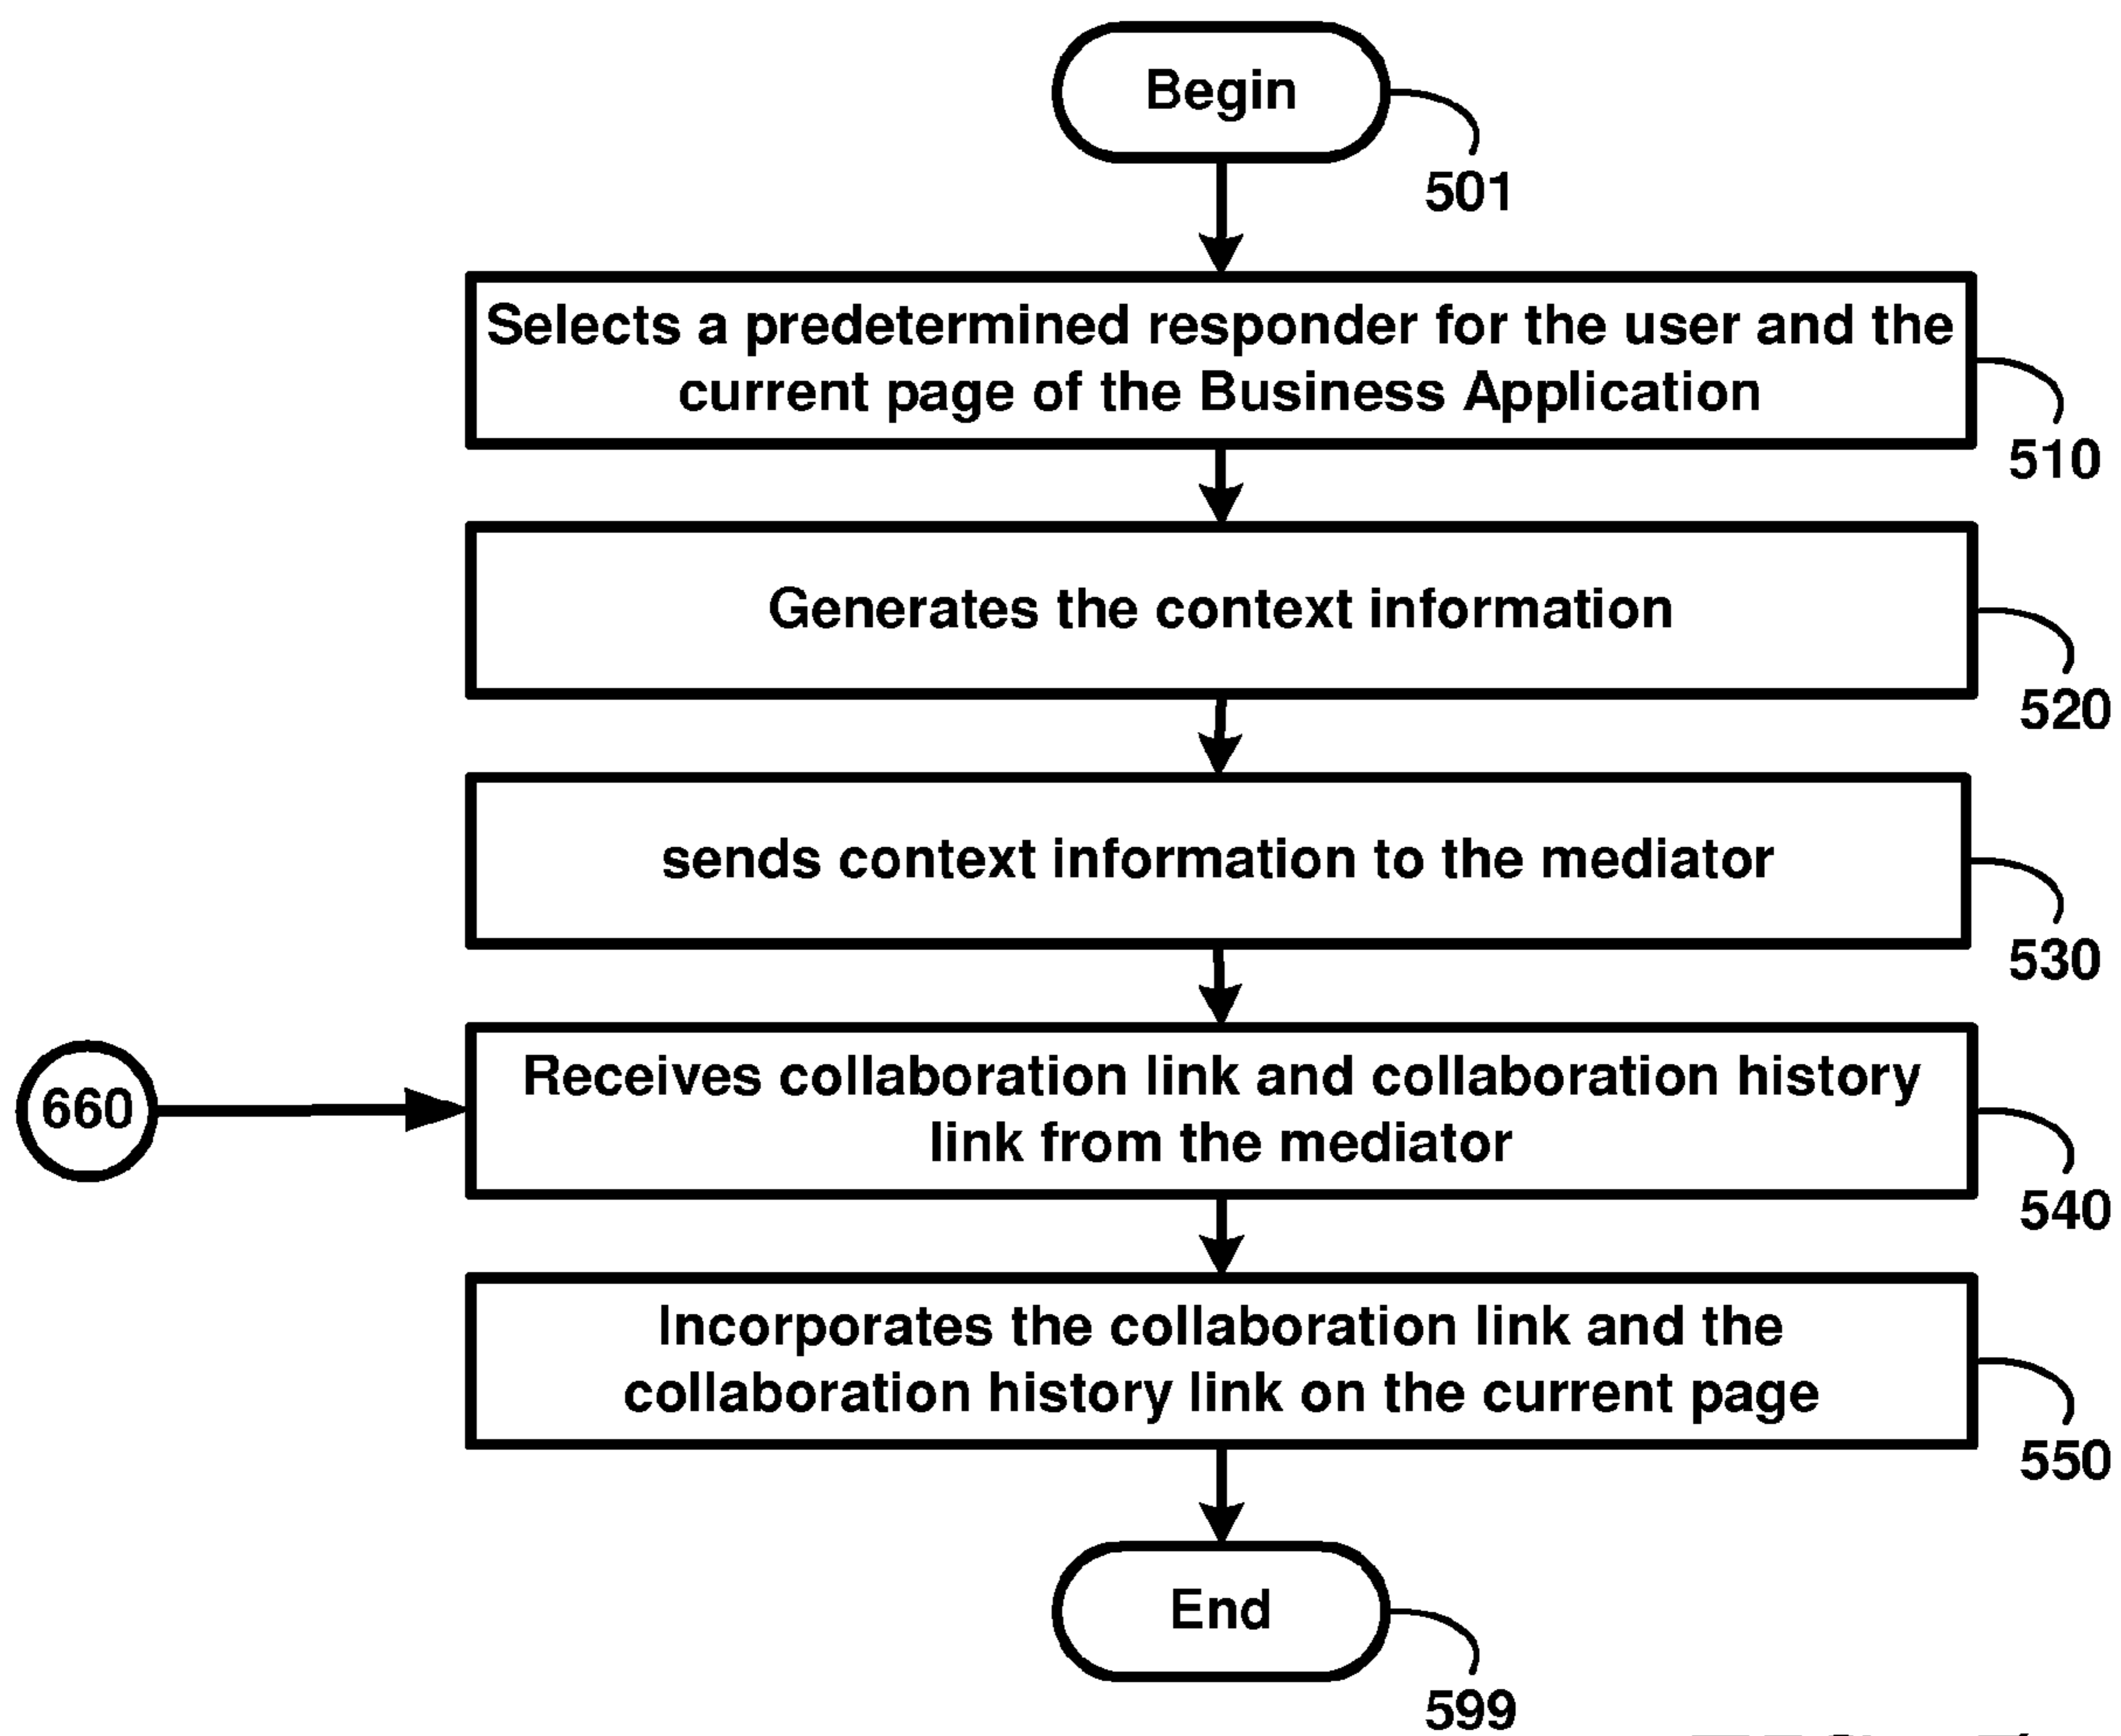 Begin
501
Selects a predetermined responder for the user and the
current page of the Business Application
510
Generates the context information
520
sends context information to the mediator
530
660
Receives collaboration link and collaboration history
link from the mediator
540
Incorporates the collaboration link and the
collaboration history link on the current page
550
End
599